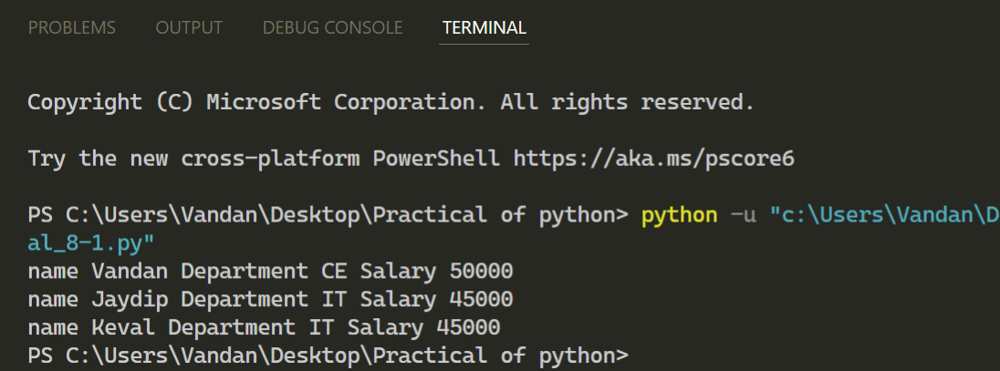 PROBLEMS OUTPUT DEBUG CONSOLE TERMINAL
Copyright (C) Microsoft Corporation. All rights reserved.
Try the new cross-platform PowerShell https://aka.ms/pscore6
PS C:\Users\Vandan\Desktop\Practical of python> python -u "c:\Users\Vandan\D
al_8-1.py"
name Vandan Department CE Salary 50000
name Jaydip Department IT Salary 45000
name Keval Department IT Salary 45000
PS C:\Users\Vandan\Desktop\Practical of python>